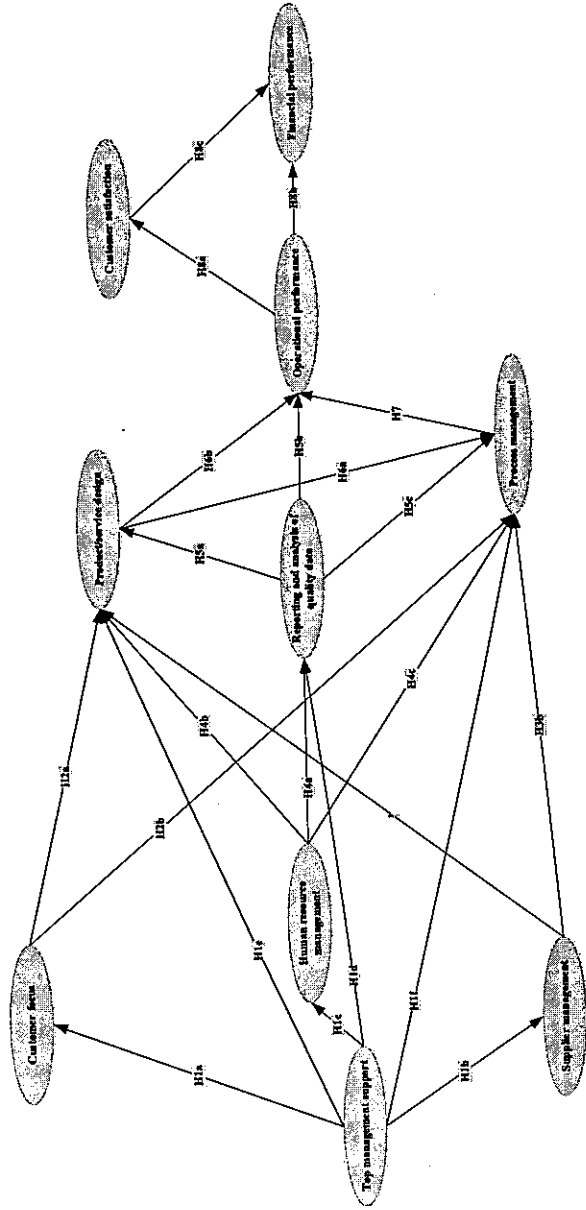 Customer focus
H1a
Top management support
H1b
Supplier management
H1c
H1d
H1e
H1f
Human resource
management
H2a
H2b
H3b
H4a
H4b
H4c
Reporting and analysis of
quality data
Product/service design
H5a
H5b
H5c
H6a
H6b
H7
Process management
Operational performance
H8a
H8b
H8c
Customer satisfaction
Financial performance